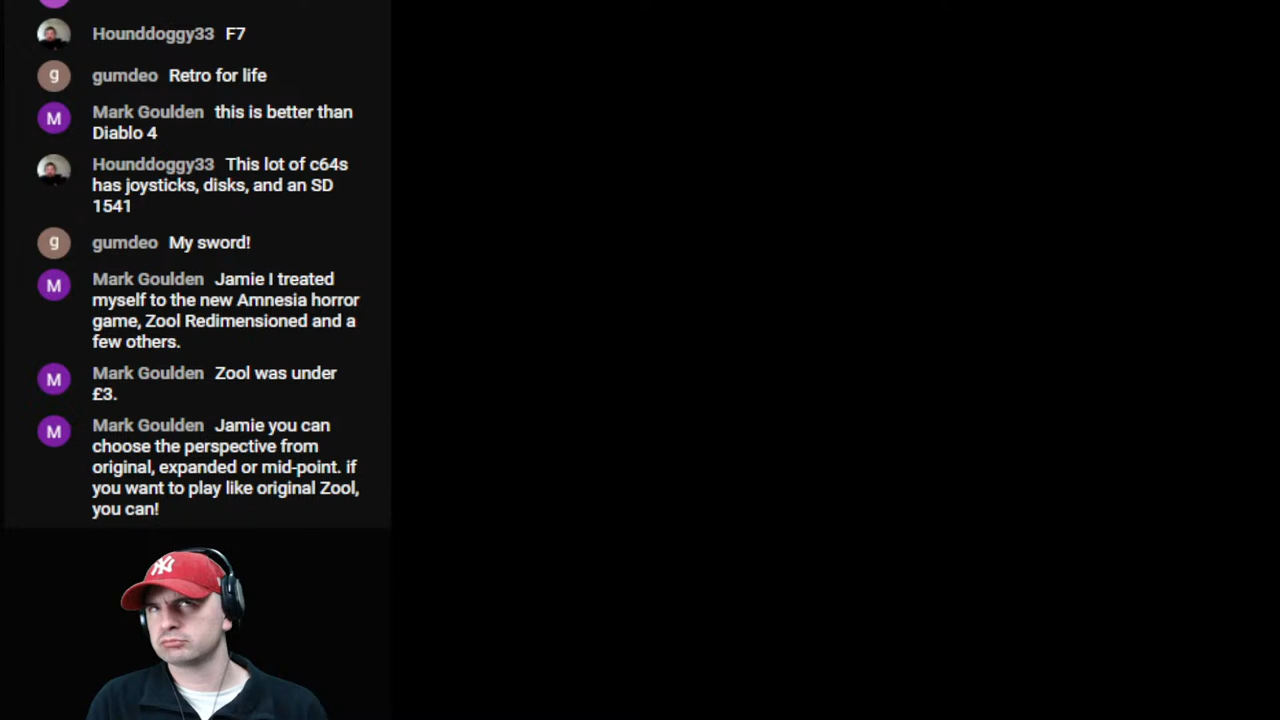 Hounddoggy33 F7
g gumdeo Retro for life
M Mark Goulden this is better than
Diablo 4
Hounddoggy33 This lot of c64s
has joysticks, disks, and an SD
1541
g gumdeo My sword!
M Mark Goulden Jamie I treated
myself to the new Amnesia horror
game, Zool Redimensioned and a
few others.
M Mark Goulden Zool was under
£3.
M Mark Goulden Jamie you can
choose the perspective from
original, expanded or mid-point. if
you want to play like original Zool,
you can!
NY